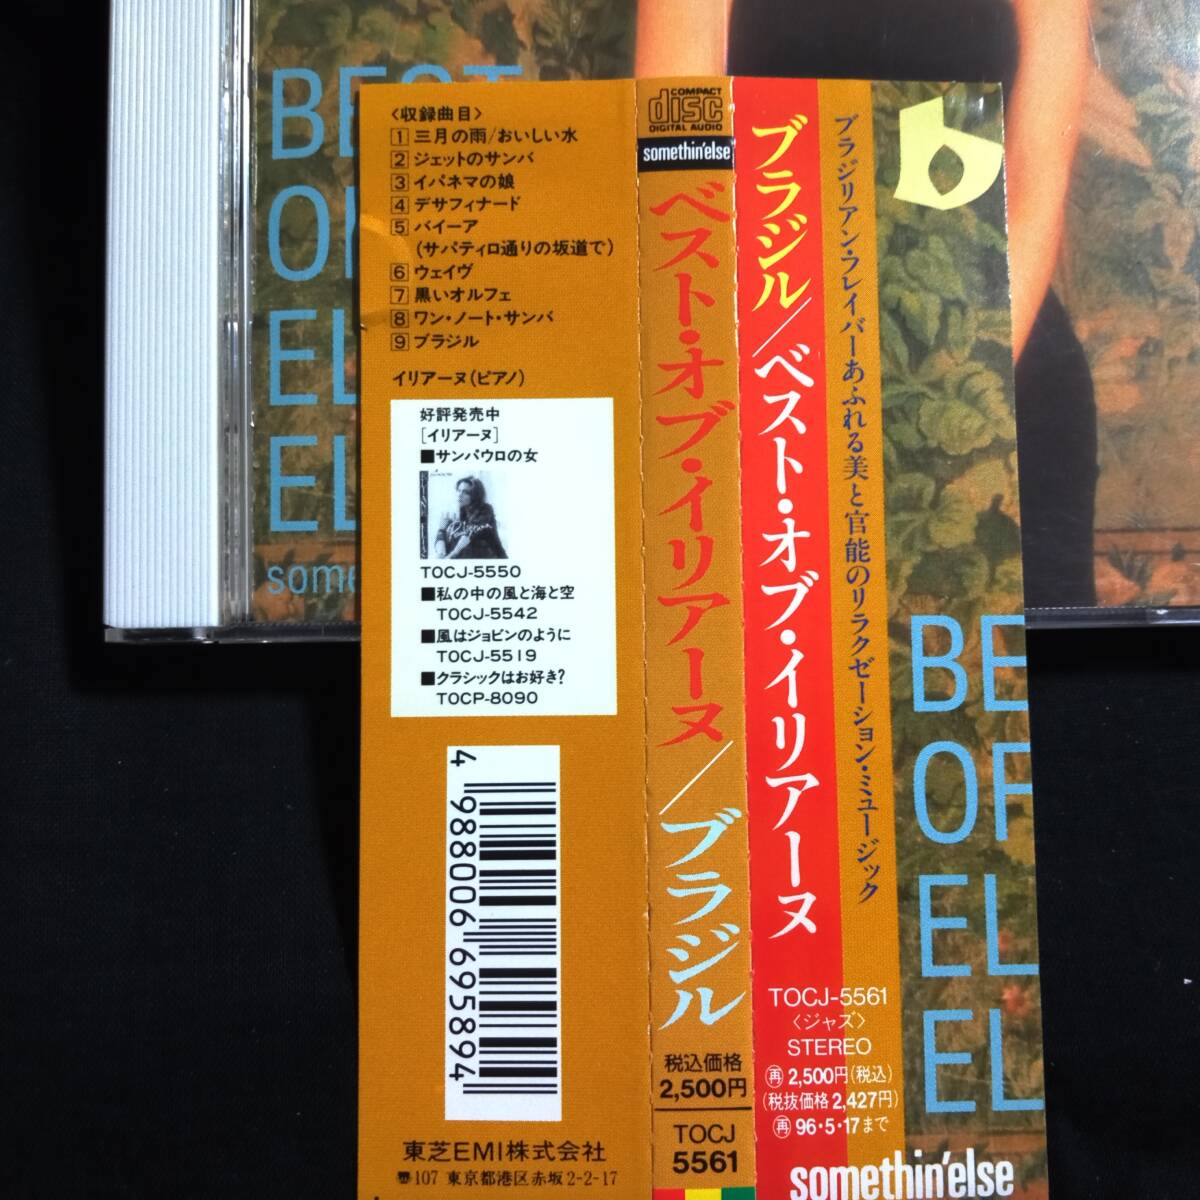 BEST
OF
EL
EL
some
〈収録曲目〉
1 三月の雨/おいしい水
2 ジェットのサンバ
3 イパネマの娘
4 デサフィナード
5 バイーア
(サパティロ通りの坂道で)
6 ウェイヴ
7 黒いオルフェ
8 ワン・ノート・サンバ
9 ブラジル
イリアーヌ(ピアノ)
好評発売中
[イリアーヌ]
■サンパウロの女
TOCJ-5550
■私の中の風と海と空
TOCJ-5542
■風はジョビンのように
TOCJ-5519
■クラシックはお好き?
TOCP-8090
4 988006 695894
東芝EMI株式会社
〒107 東京都港区赤坂2-2-17
COMPACT
disc
DIGITAL AUDIO
somethin'else
ベスト・オブ・イリアーヌ/ブラジル
税込価格
2,500円
TOCJ
5561
ブラジル/ベスト・オブ・イリアーヌ
ブラジリアン・フレイバーあふれる美と官能のリラクゼーション・ミュージック
TOCJ-5561
〈ジャズ〉
STEREO
再 2,500円(税込)
(税抜価格2,427円)
再 96・5・17まで
somethin'else
b
BE
OF
EL
EL